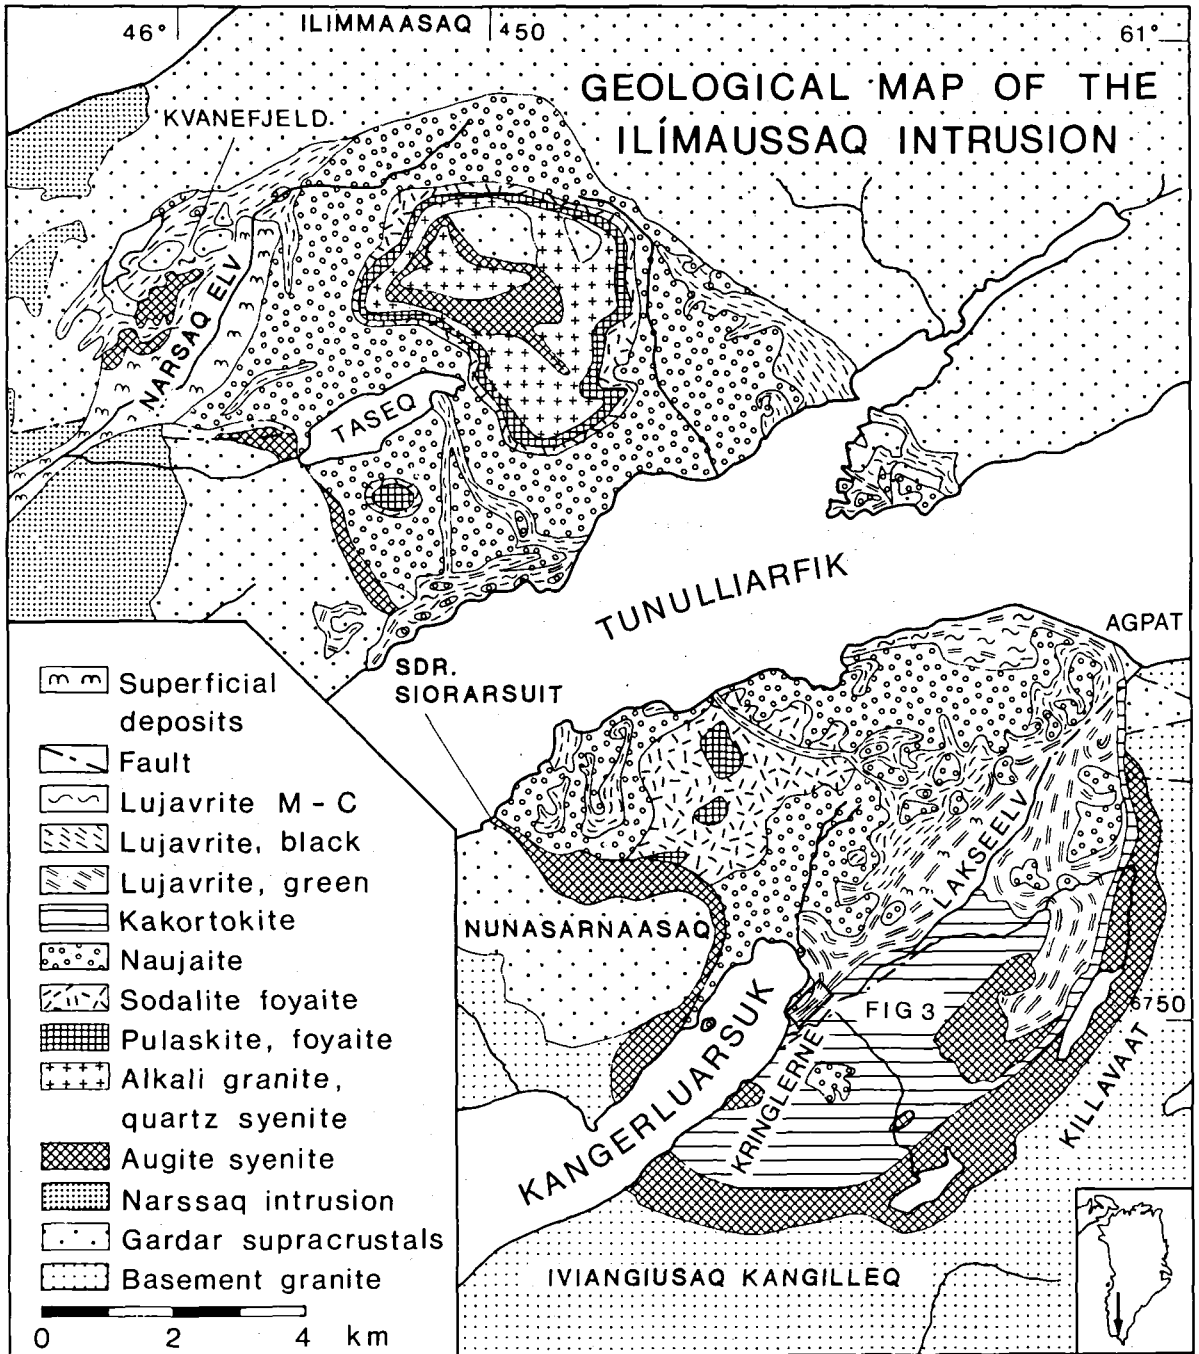 46°
ILIMMAASAQ
450
61°
GEOLOGICAL MAP OF THE
ILÍMAUSSAQ INTRUSION
KVANEFJELD.
NARSAQ ELV
TASEQ
TUNULLIARFIK
AGPAT
SDR.
SIORARSUIT
LAKSEELV
NUNASARNAASAQ
FIG 3
6750
KANGERLUARSUK
KRINGLERNE
KILLAVAAT
IVIANGIUSAQ KANGILLEQ
Superficial
deposits
Fault
Lujavrite M - C
Lujavrite, black
Lujavrite, green
Kakortokite
Naujaite
Sodalite foyaite
Pulaskite, foyaite
Alkali granite,
quartz syenite
Augite syenite
Narssaq intrusion
Gardar supracrustals
Basement granite
0 2 4 km